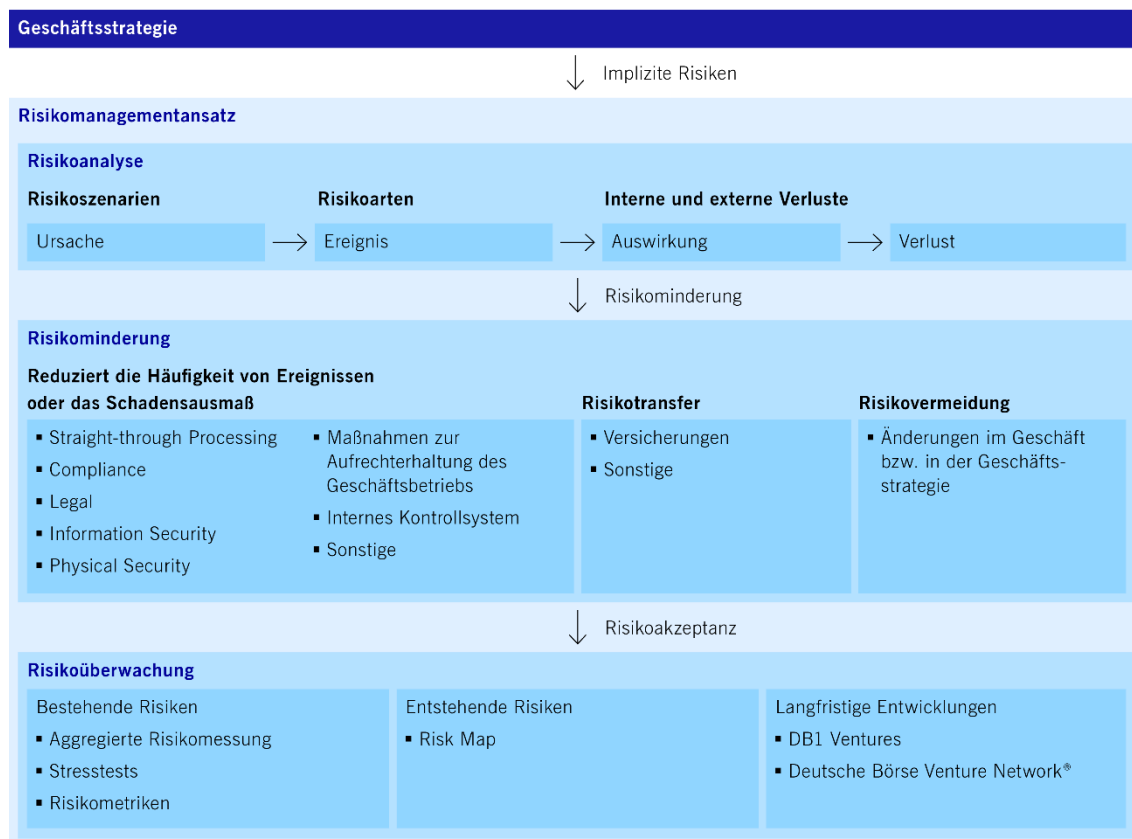 Geschäftsstrategie
Implizite Risiken
Risikomanagementansatz
Risikoanalyse
Risikoszenarien
Risikoarten
Interne und externe Verluste
Ursache
Ereignis
Auswirkung
Verlust
Risikominderung
Risikominderung
Reduziert die Häufigkeit von Ereignissen
oder das Schadensausmaß
▪ Straight-through Processing
▪ Compliance
▪ Legal
▪ Information Security
▪ Physical Security
▪ Maßnahmen zur
Aufrechterhaltung des
Geschäftsbetriebs
▪ Internes Kontrollsystem
▪ Sonstige
Risikotransfer
▪ Versicherungen
▪ Sonstige
Risikovermeidung
▪ Änderungen im Geschäft
bzw. in der Geschäfts-
strategie
Risikoakzeptanz
Risikoüberwachung
Bestehende Risiken
▪ Aggregierte Risikomessung
▪ Stresstests
▪ Risikometriken
Entstehende Risiken
▪ Risk Map
Langfristige Entwicklungen
▪ DB1 Ventures
▪ Deutsche Börse Venture Network®